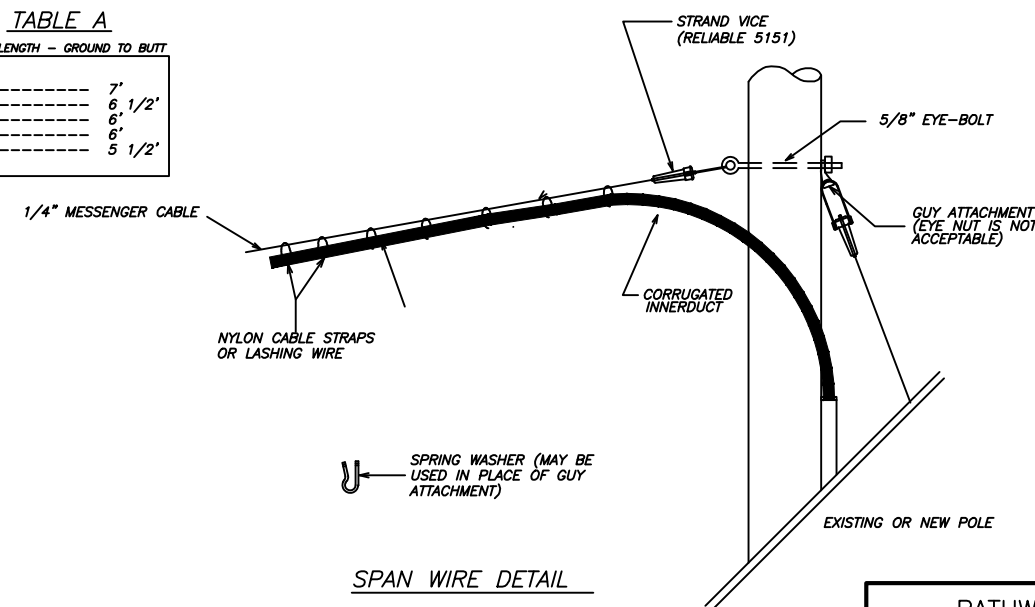 TABLE A
LENGTH – GROUND TO BUTT
7'
6 1/2'
6'
6'
5 1/2'
STRAND VICE
(RELIABLE 5151)
5/8" EYE–BOLT
1/4" MESSENGER CABLE
GUY ATTACHMENT
(EYE NUT IS NOT
ACCEPTABLE)
CORRUGATED
INNERDUCT
NYLON CABLE STRAPS
OR LASHING WIRE
SPRING WASHER (MAY BE
USED IN PLACE OF GUY
ATTACHMENT)
EXISTING OR NEW POLE
SPAN WIRE DETAIL